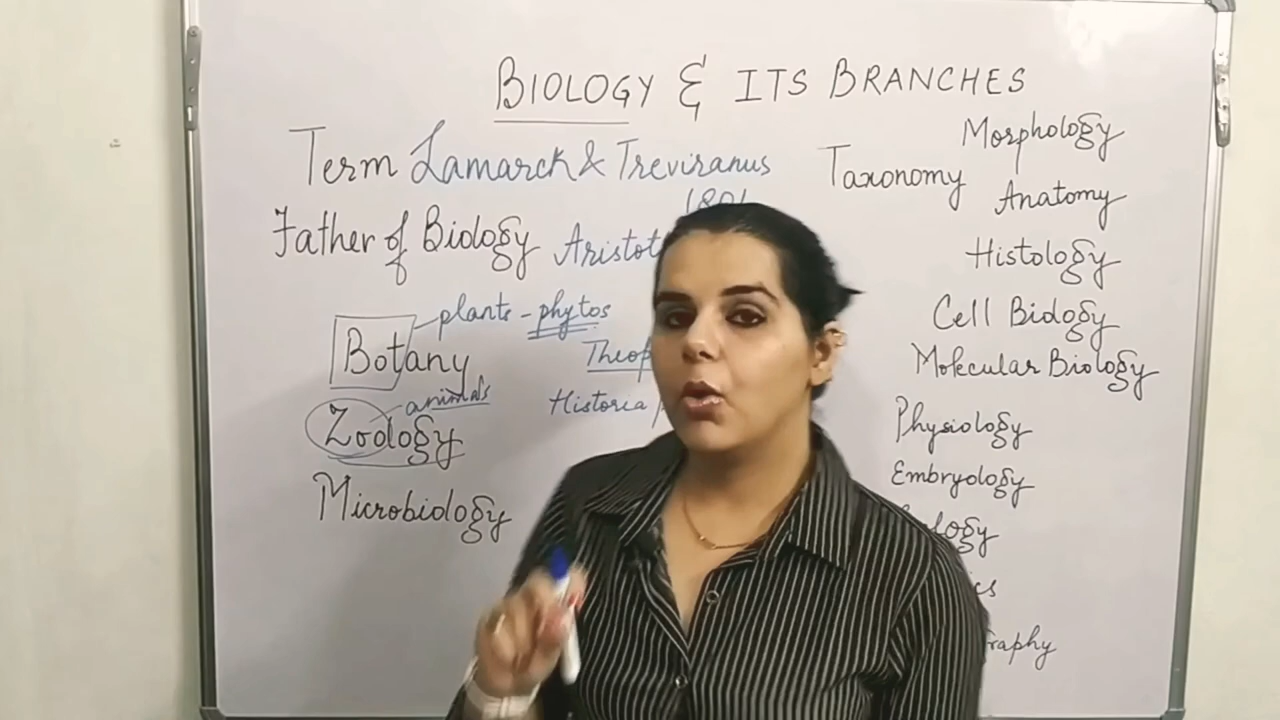 BIOLOGY & ITS BRANCHES
Term Lamarck & Treviranus
1801
Father of Biology
plants - phytos
Botany
animals
Zoology
Historia
Microbiology
Morphology
Taxonomy
Anatomy
Histology
Cell Biology
Molecular Biology
Physiology
Embryology